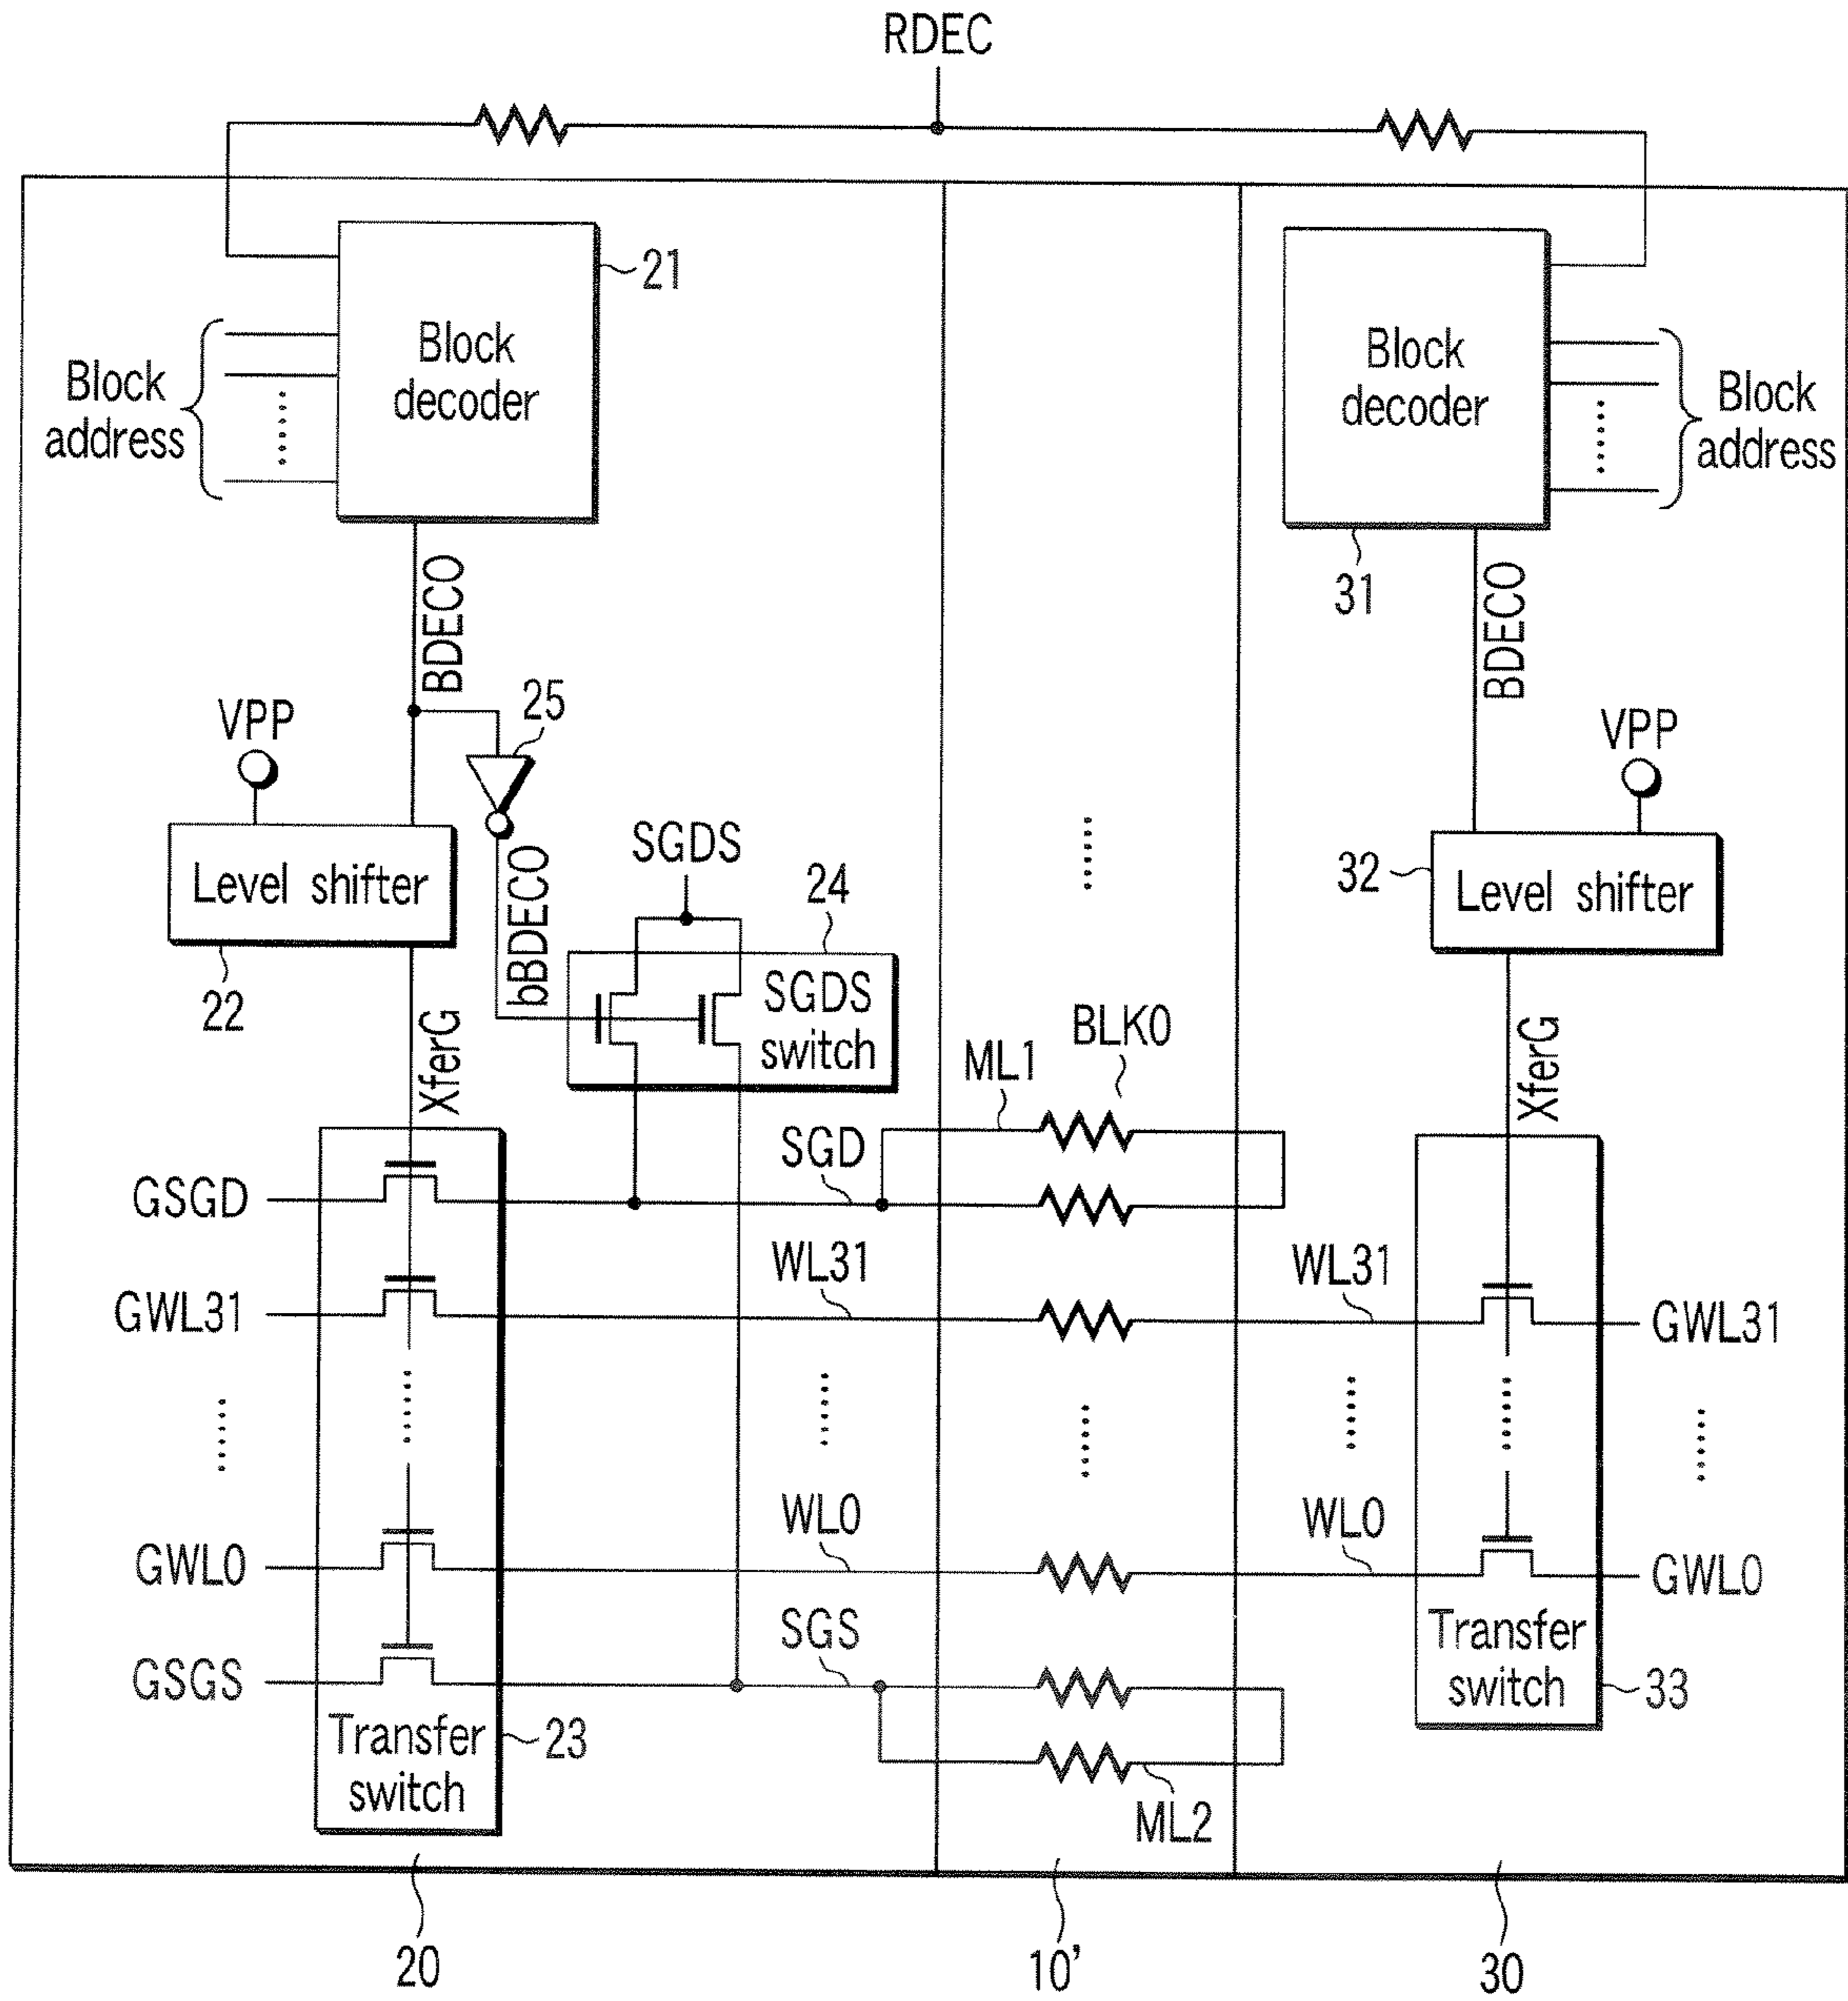 RDEC
21
Block
decoder
Block
address
Block
decoder
Block
address
31
BDECO
BDECO
25
VPP
VPP
SGDS
24
Level shifter
22
bBDECO
SGDS
switch
32
Level shifter
XferG
XferG
BLK0
ML1
SGD
GSGD
WL31
WL31
GWL31
GWL31
WL0
WL0
GWL0
GWL0
SGS
GSGS
Transfer
switch
33
Transfer
switch
23
ML2
20
10'
30